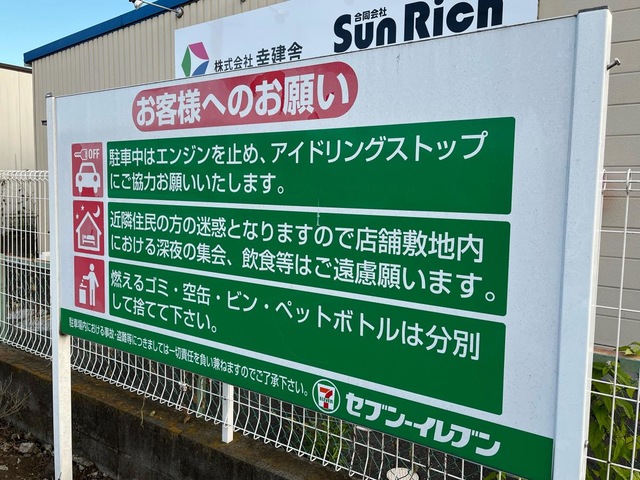 合同会社
Sun Rich
株式会社 幸建舎
お客様へのお願い
OFF
駐車中はエンジンを止め、アイドリングストップ
にご協力お願いいたします。
近隣住民の方の迷惑となりますので店舗敷地内
における深夜の集会、飲食等はご遠慮願います。
燃えるゴミ・空缶・ビン・ペットボトルは分別
して捨てて下さい。
駐車場内における事故・盗難等につきましては一切責任を負い兼ねますのでご了承下さい。
7
ELEVEN
セブン-イレブン